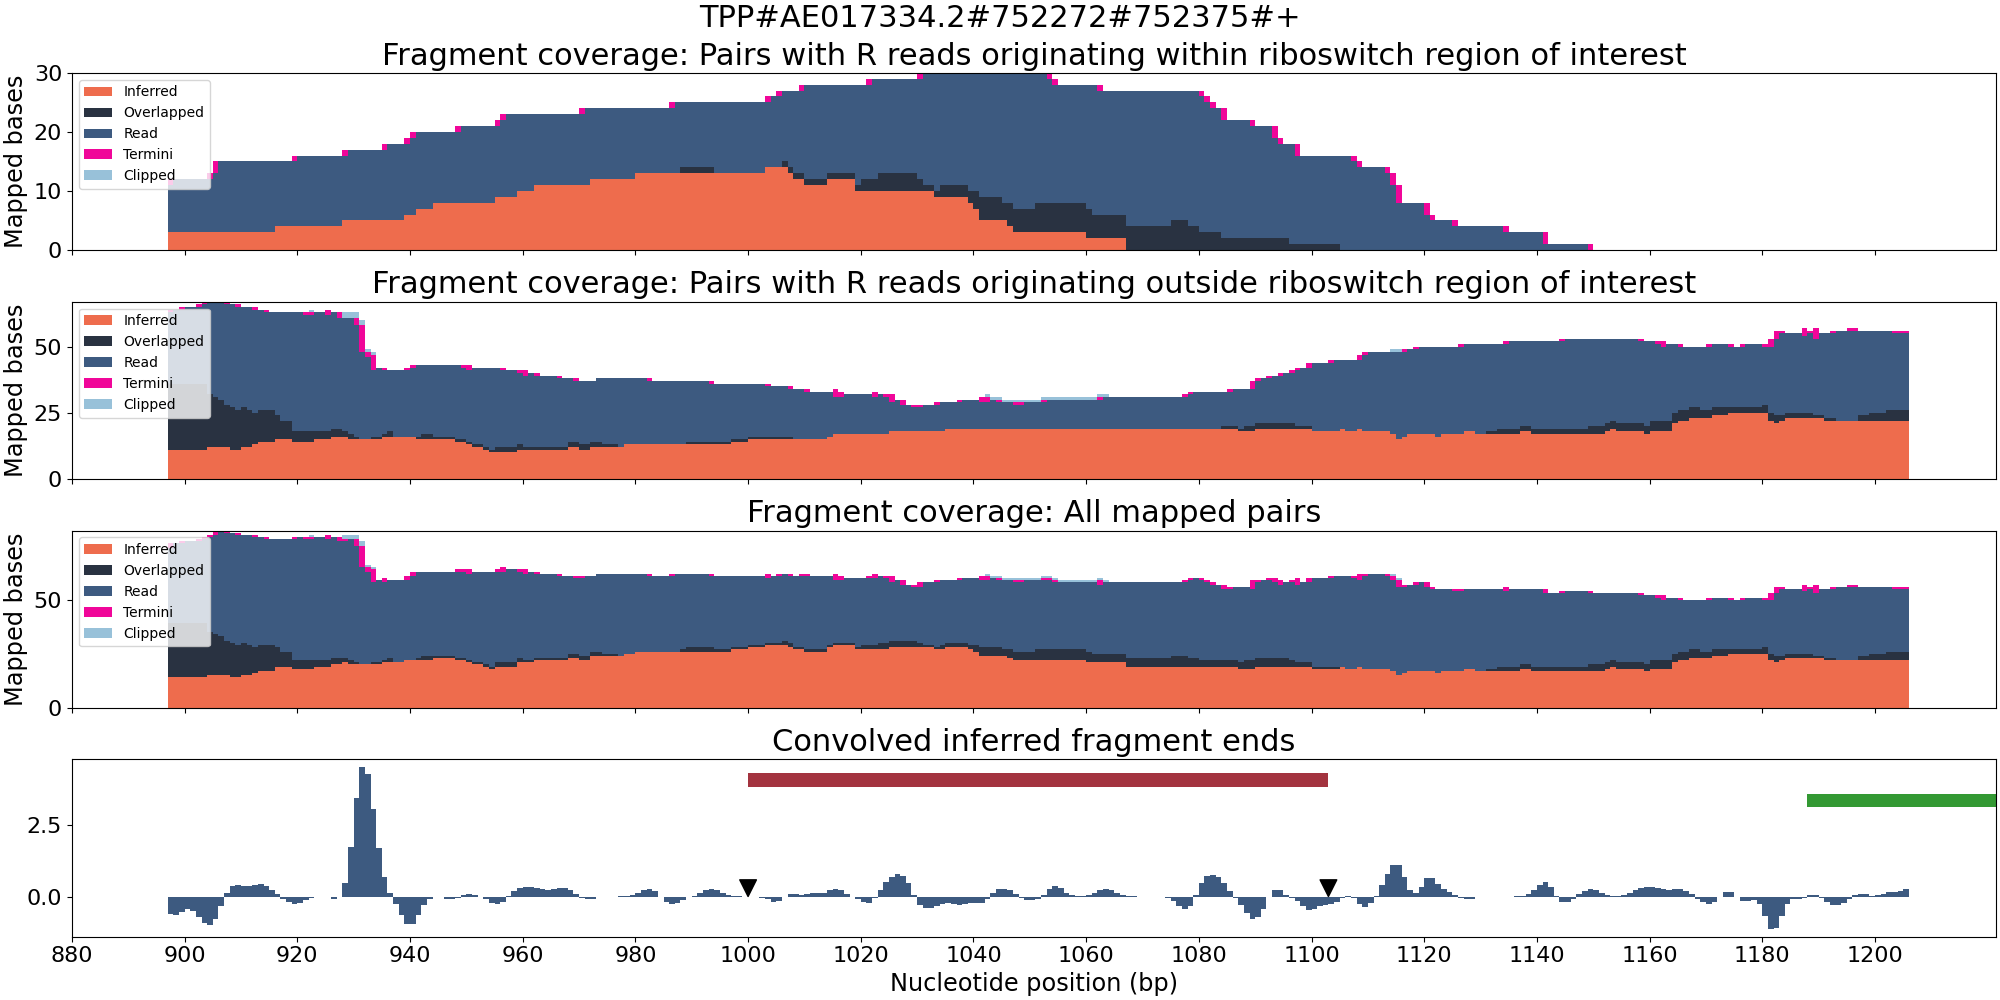 TPP#AE017334.2#752272#752375#+
Fragment coverage: Pairs with R reads originating within riboswitch region of interest
Mapped bases
30
20
10
0
Inferred
Overlapped
Read
Termini
Clipped
Fragment coverage: Pairs with R reads originating outside riboswitch region of interest
Mapped bases
50
25
0
Inferred
Overlapped
Read
Termini
Clipped
Fragment coverage: All mapped pairs
Mapped bases
50
0
Inferred
Overlapped
Read
Termini
Clipped
Convolved inferred fragment ends
2.5
0.0
880 900 920 940 960 980 1000 1020 1040 1060 1080 1100 1120 1140 1160 1180 1200
Nucleotide position (bp)